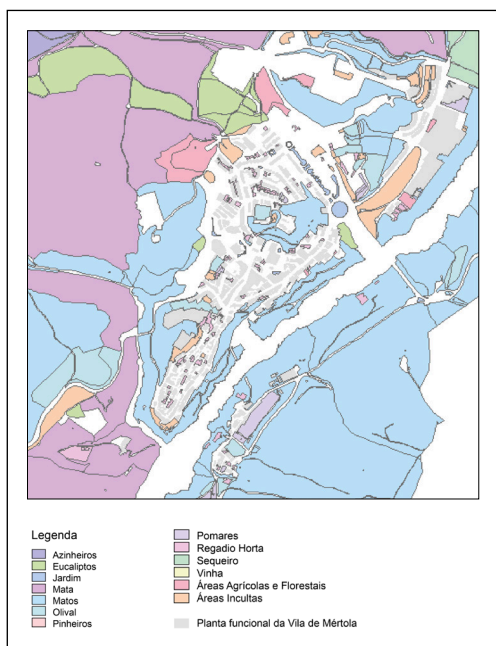 Legenda
Azinheiros
Eucaliptos
Jardim
Mata
Matos
Olival
Pinheiros
Pomares
Regadio Horta
Sequeiro
Vinha
Áreas Agrícolas e Florestais
Áreas Incultas
Planta funcional da Vila de Mértola